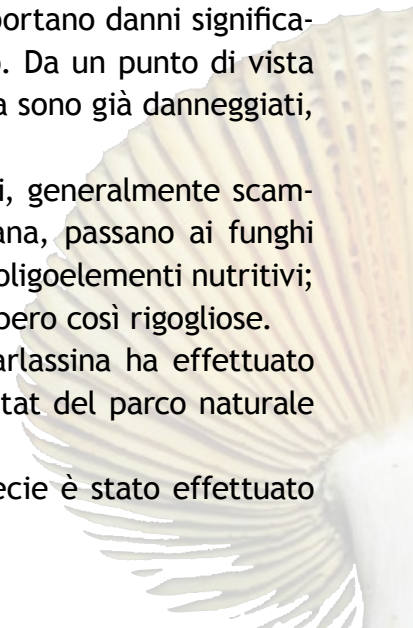 portano danni significa-
. Da un punto di vista
a sono già danneggiati,
i, generalmente scam-
ana, passano ai funghi
oligoelementi nutritivi;
bero così rigogliose.
arlassina ha effettuato
tat del parco naturale
ecie è stato effettuato